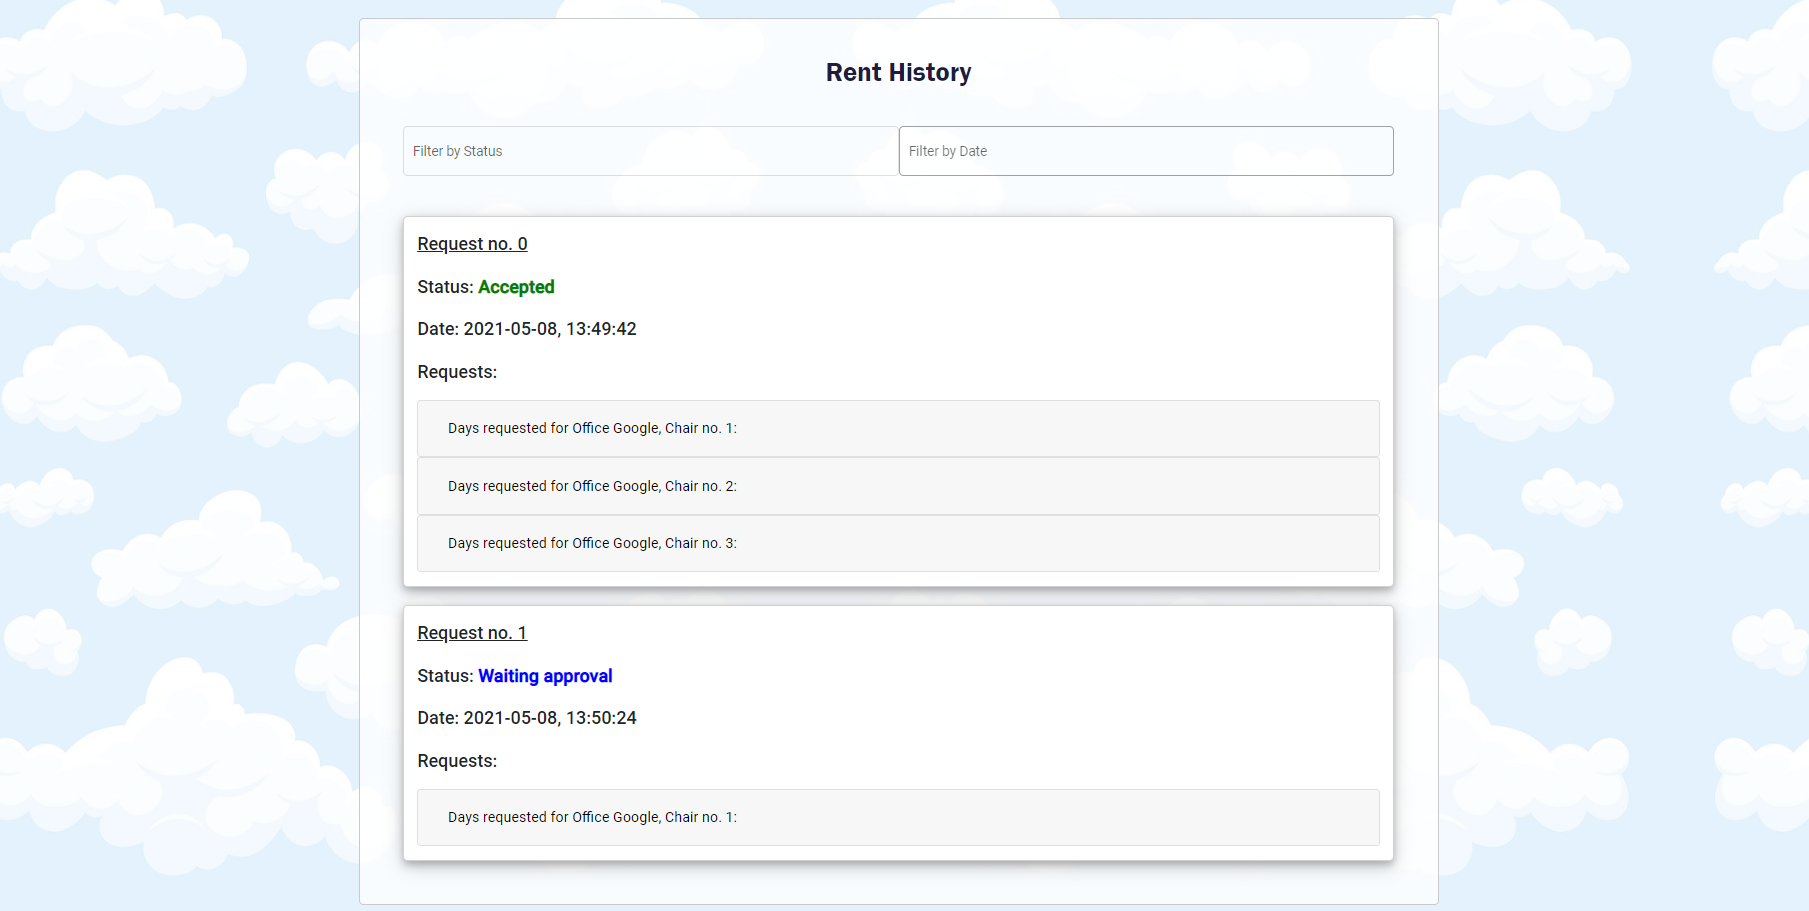 Rent History
Filter by Status
Filter by Date
Request no. 0
Status: Accepted
Date: 2021-05-08, 13:49:42
Requests:
Days requested for Office Google, Chair no. 1:
Days requested for Office Google, Chair no. 2:
Days requested for Office Google, Chair no. 3:
Request no. 1
Status: Waiting approval
Date: 2021-05-08, 13:50:24
Requests:
Days requested for Office Google, Chair no. 1: